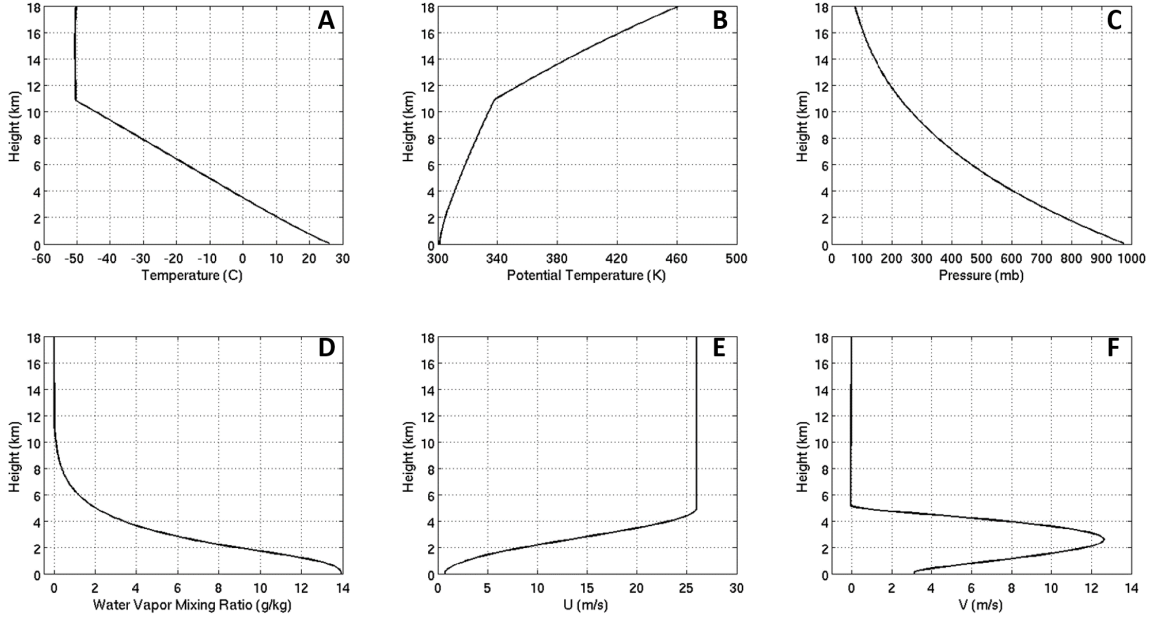 A
18
16
14
12
10
8
6
4
2
0
Height (km)
-60 -50 -40 -30 -20 -10 0 10 20 30
Temperature (C)
B
18
16
14
12
10
8
6
4
2
0
Height (km)
300 340 380 420 460 500
Potential Temperature (K)
C
18
16
14
12
10
8
6
4
2
0
Height (km)
0 100 200 300 400 500 600 700 800 900 1000
Pressure (mb)
D
18
16
14
12
10
8
6
4
2
0
Height (km)
0 2 4 6 8 10 12 14
Water Vapor Mixing Ratio (g/kg)
E
18
16
14
12
10
8
6
4
2
0
Height (km)
0 5 10 15 20 25 30
U (m/s)
F
18
16
14
12
10
8
6
4
2
0
Height (km)
0 2 4 6 8 10 12 14
V (m/s)